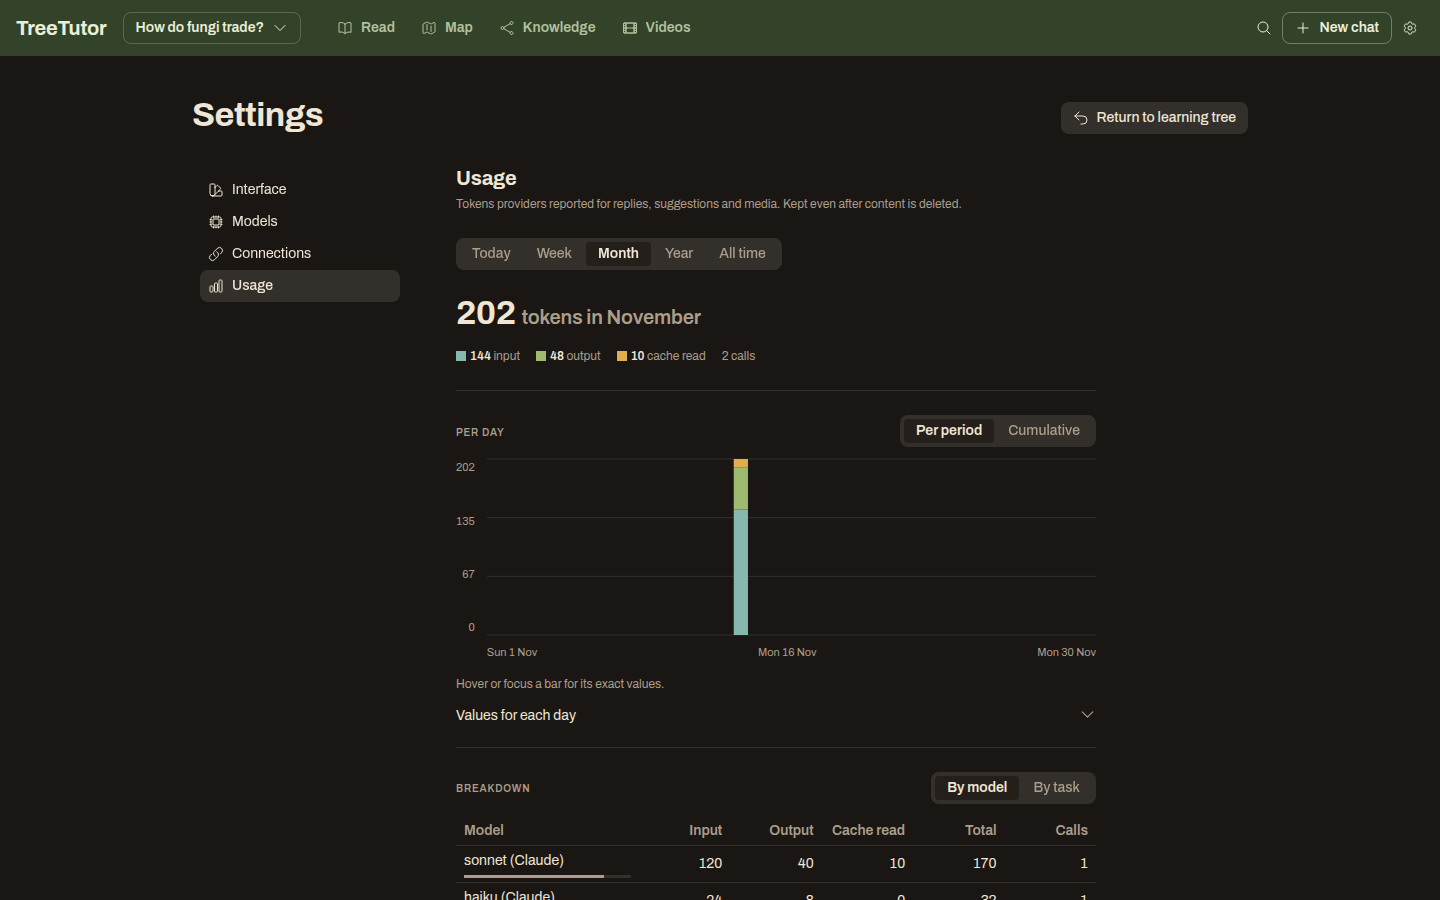 TreeTutor How do fungi trade? Read Map Knowledge Videos New chat
Settings
Return to learning tree
Interface
Models
Connections
Usage
Usage
Tokens providers reported for replies, suggestions and media. Kept even after content is deleted.
Today Week Month Year All time
202 tokens in November
144 input 48 output 10 cache read 2 calls
PER DAY
Per period Cumulative
202
135
67
0
Sun 1 Nov Mon 16 Nov Mon 30 Nov
Hover or focus a bar for its exact values.
Values for each day
BREAKDOWN
By model By task
Model Input Output Cache read Total Calls
sonnet (Claude) 120 40 10 170 1
haiku (Claude) 24 8 0 32 1